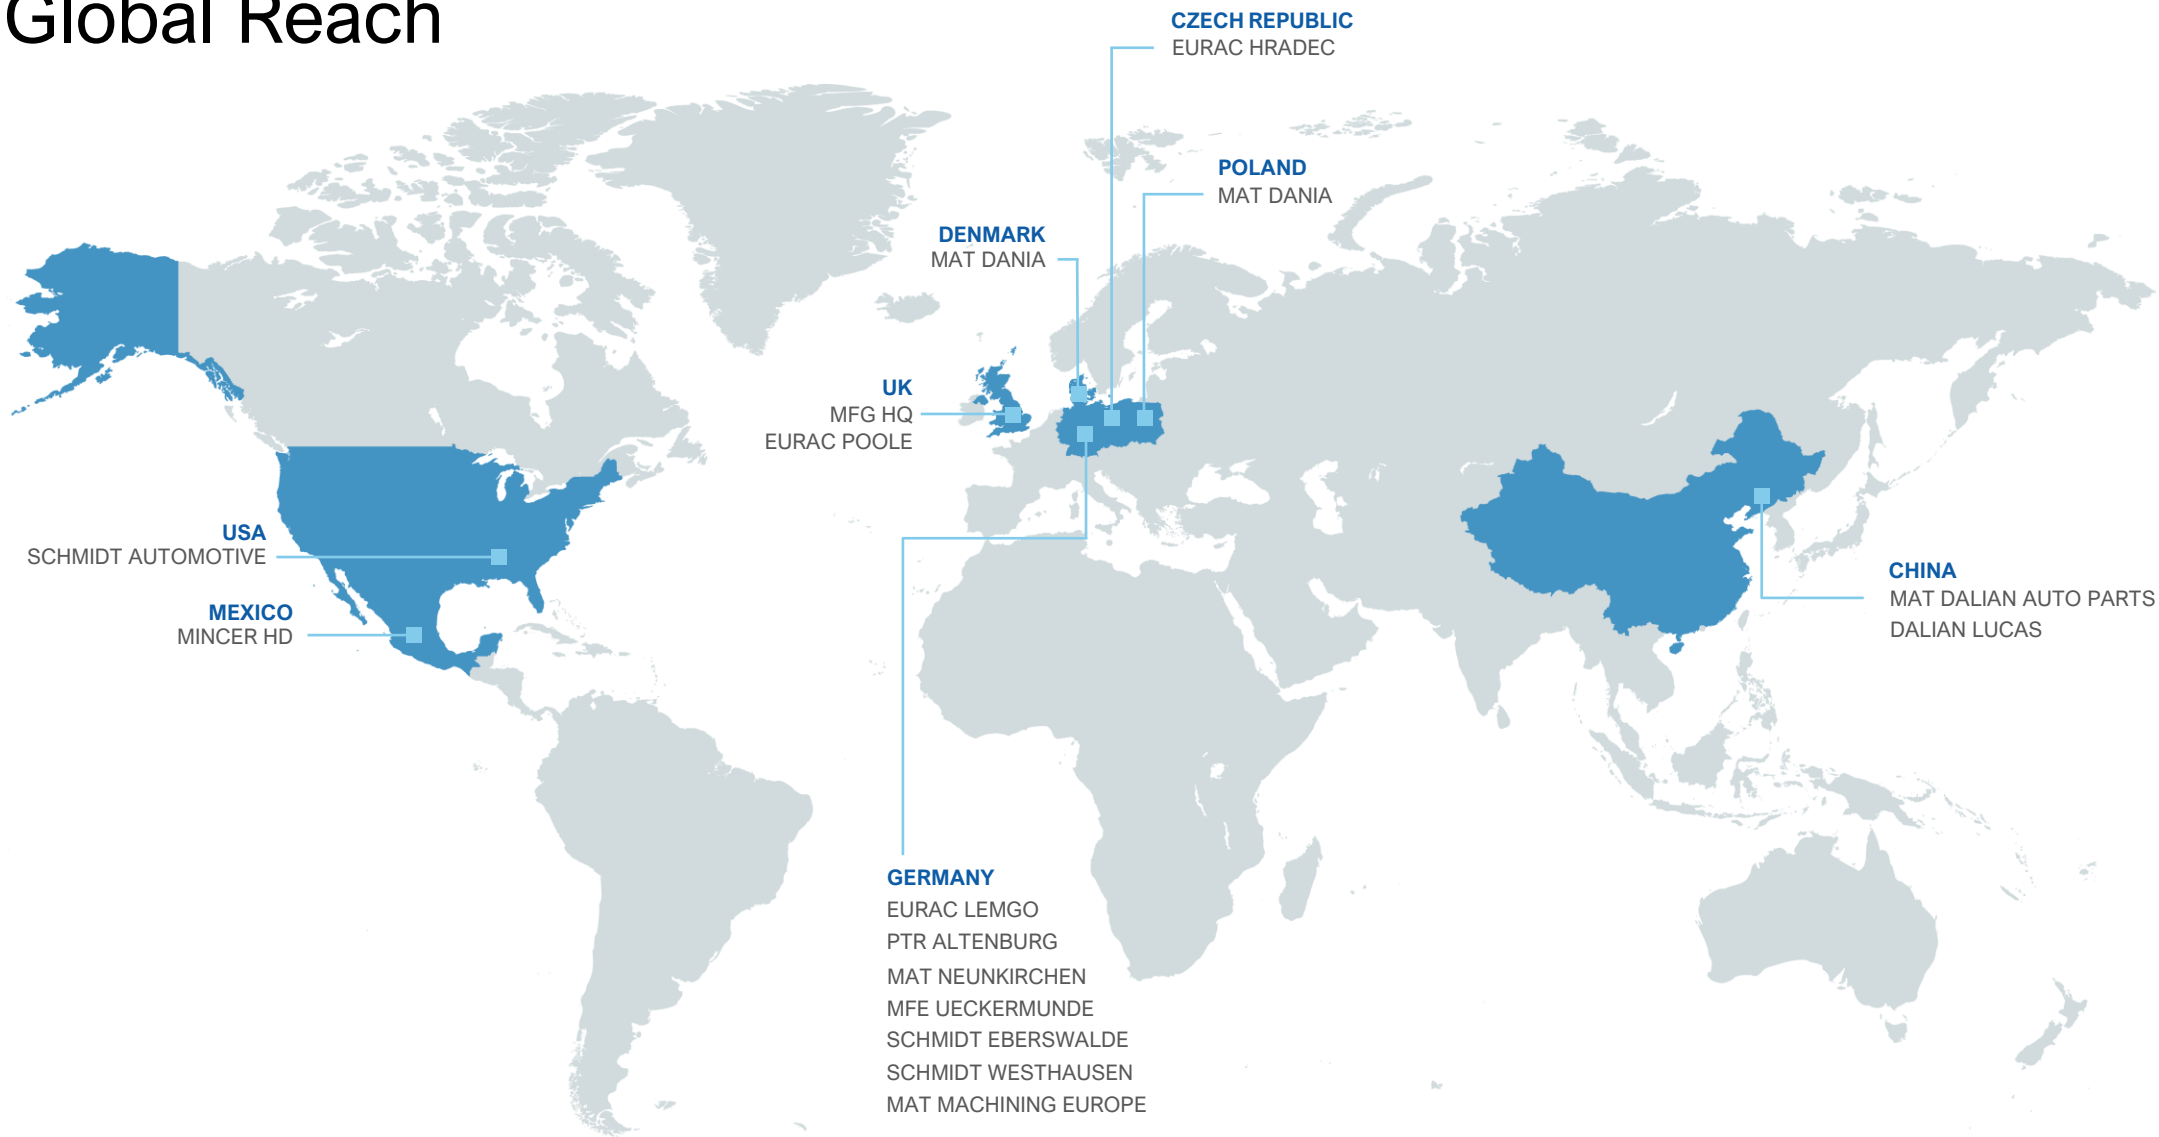 Global Reach
CZECH REPUBLIC
EURAC HRADEC
POLAND
MAT DANIA
DENMARK
MAT DANIA
UK
MFG HQ
EURAC POOLE
USA
SCHMIDT AUTOMOTIVE
MEXICO
MINCER HD
CHINA
MAT DALIAN AUTO PARTS
DALIAN LUCAS
GERMANY
EURAC LEMGO
PTR ALTENBURG
MAT NEUNKIRCHEN
MFE UECKERMUNDE
SCHMIDT EBERSWALDE
SCHMIDT WESTHAUSEN
MAT MACHINING EUROPE